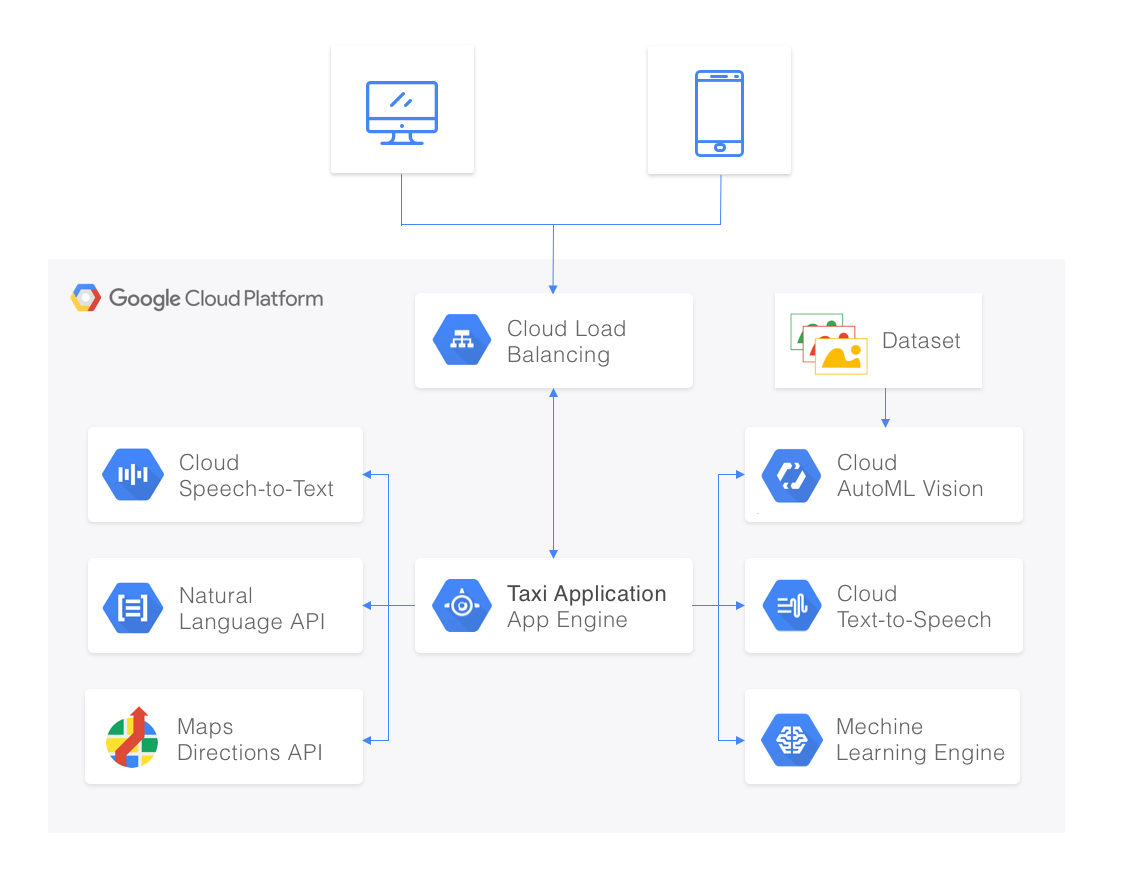 Google Cloud Platform
Cloud Load
Balancing
Dataset
Cloud
Speech-to-Text
Cloud
AutoML Vision
Natural
Language API
Taxi Application
App Engine
Cloud
Text-to-Speech
Maps
Directions API
Mechine
Learning Engine